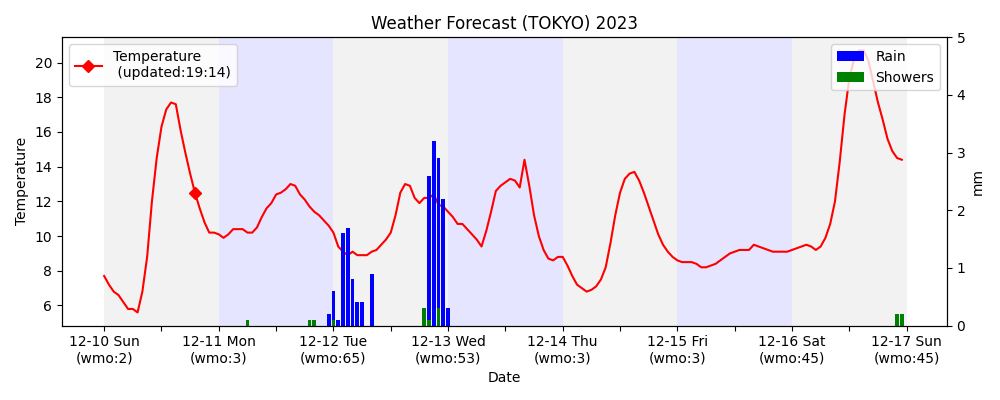 Weather Forecast (TOKYO) 2023
Temperature
(updated:19:14)
Rain
Showers
20
18
16
14
12
10
8
6
Temperature
5
4
3
2
1
0
mm
12-10 Sun
(wmo:2)
12-11 Mon
(wmo:3)
12-12 Tue
(wmo:65)
12-13 Wed
(wmo:53)
12-14 Thu
(wmo:3)
12-15 Fri
(wmo:3)
12-16 Sat
(wmo:45)
12-17 Sun
(wmo:45)
Date